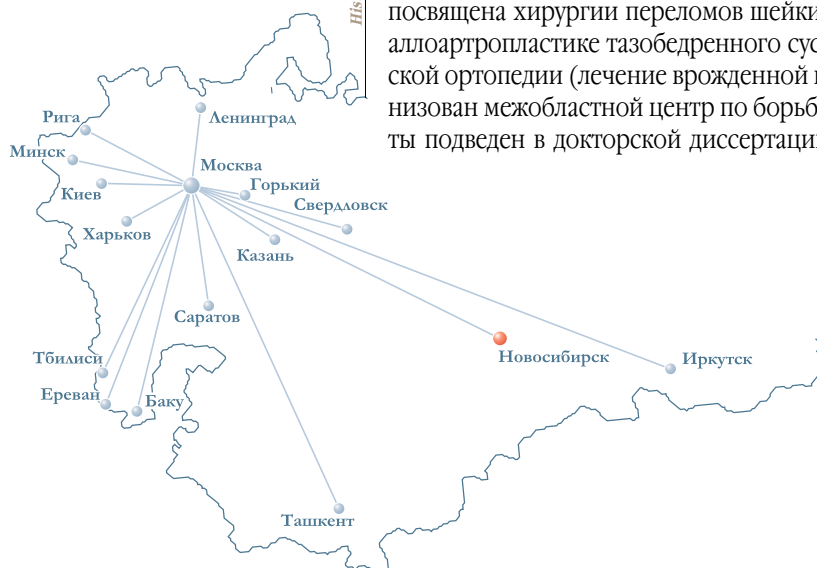 His
посвящена хирургии переломов шейки
аллоартропластике тазобедренного сус
ской ортопедии (лечение врожденной
низован межобластной центр по борьб
ты подведен в докторской диссертаци
Рига
Ленинград
Минск
Москва
Киев
Горький
Свердловск
Харьков
Казань
Саратов
Тбилиси
Новосибирск
Иркутск
Ереван
Баку
Ташкент